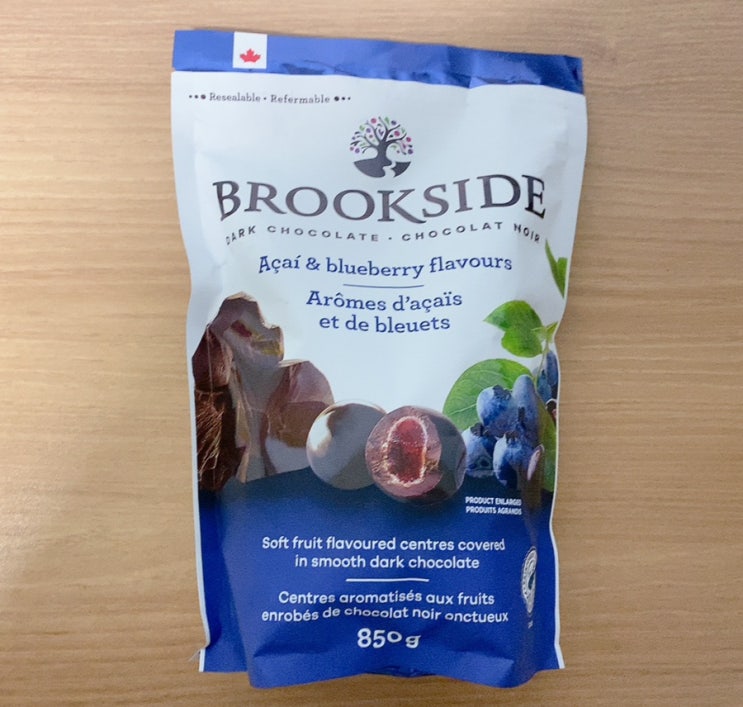 ••• Resealable • Refermable •••
BROOKSIDE
DARK CHOCOLATE • CHOCOLAT NOIR
Açaí & blueberry flavours
Arômes d'açaïs
et de bleuets
PRODUCT ENLARGED
PRODUITS AGRANDIS
Soft fruit flavoured centres covered
in smooth dark chocolate
Centres aromatisés aux fruits
enrobés de chocolat noir onctueux
850 g